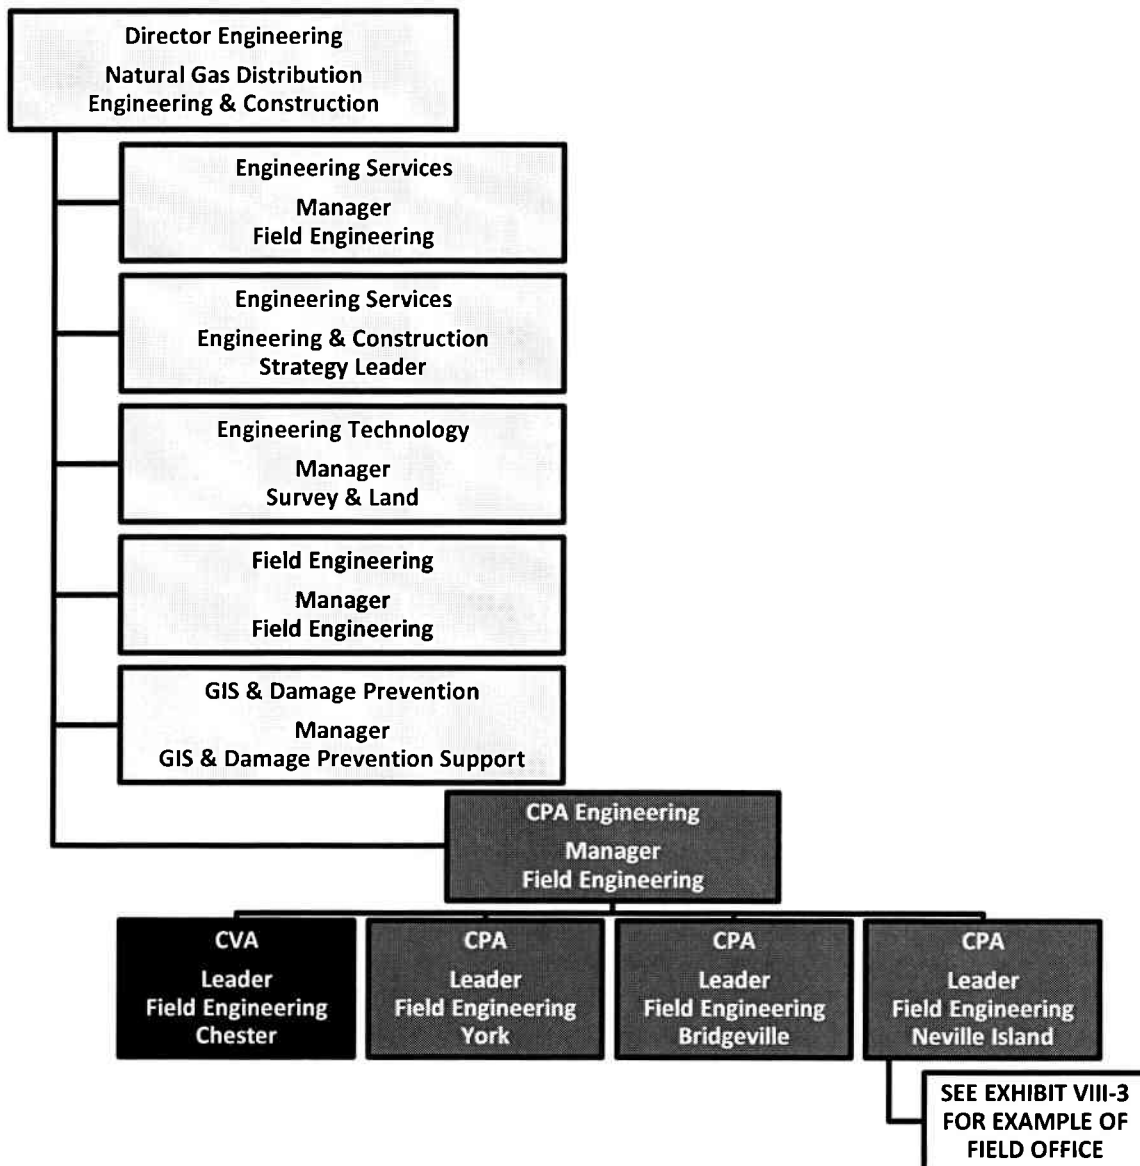 Director Engineering
Natural Gas Distribution
Engineering & Construction
Engineering Services
Manager
Field Engineering
Engineering Services
Engineering & Construction
Strategy Leader
Engineering Technology
Manager
Survey & Land
Field Engineering
Manager
Field Engineering
GIS & Damage Prevention
Manager
GIS & Damage Prevention Support
CPA Engineering
Manager
Field Engineering
CVA
Leader
Field Engineering
Chester
CPA
Leader
Field Engineering
York
CPA
Leader
Field Engineering
Bridgeville
CPA
Leader
Field Engineering
Neville Island
SEE EXHIBIT VIII-3
FOR EXAMPLE OF
FIELD OFFICE